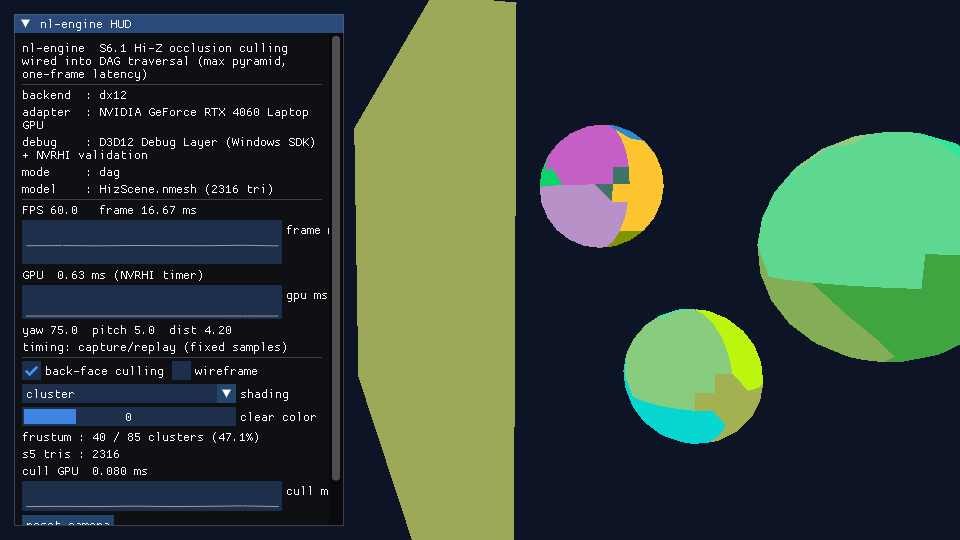 nl-engine HUD
nl-engine  S6.1 Hi-Z occlusion culling
wired into DAG traversal (max pyramid,
one-frame latency)
backend  : dx12
adapter  : NVIDIA GeForce RTX 4060 Laptop
GPU
debug    : D3D12 Debug Layer (Windows SDK)
+ NVRHI validation
mode     : dag
model    : HizScene.nmesh (2316 tri)
FPS 60.0   frame 16.67 ms
frame
GPU  0.63 ms (NVRHI timer)
gpu ms
yaw 75.0  pitch 5.0  dist 4.20
timing: capture/replay (fixed samples)
back-face culling  wireframe
cluster  shading
0  clear color
frustum : 40 / 85 clusters (47.1%)
s5 tris : 2316
cull GPU  0.080 ms
cull m
reset camera